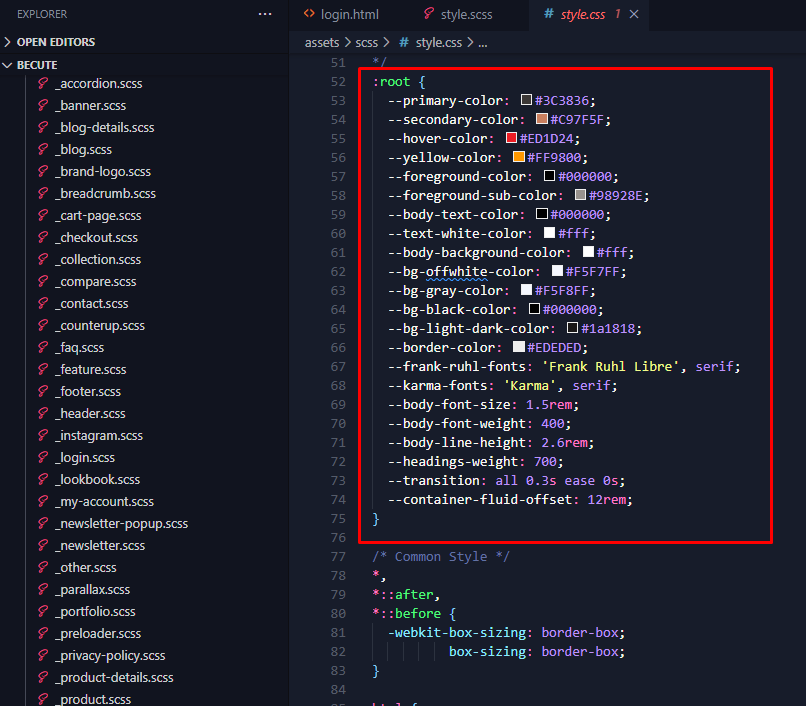 EXPLORER
···
OPEN EDITORS
BECUTE
_accordion.scss
_banner.scss
_blog-details.scss
_blog.scss
_brand-logo.scss
_breadcrumb.scss
_cart-page.scss
_checkout.scss
_collection.scss
_compare.scss
_contact.scss
_counterup.scss
_faq.scss
_feature.scss
_footer.scss
_header.scss
_instagram.scss
_login.scss
_lookbook.scss
_my-account.scss
_newsletter-popup.scss
_newsletter.scss
_other.scss
_parallax.scss
_portfolio.scss
_preloader.scss
_privacy-policy.scss
_product-details.scss
_product.scss
<> login.html
style.scss
# style.css 1 ×
assets > scss > # style.css > ...
51 */
52 :root {
53 --primary-color: #3C3836;
54 --secondary-color: #C97F5F;
55 --hover-color: #ED1D24;
56 --yellow-color: #FF9800;
57 --foreground-color: #000000;
58 --foreground-sub-color: #98928E;
59 --body-text-color: #000000;
60 --text-white-color: #fff;
61 --body-background-color: #fff;
62 --bg-offwhite-color: #F5F7FF;
63 --bg-gray-color: #F5F8FF;
64 --bg-black-color: #000000;
65 --bg-light-dark-color: #1a1818;
66 --border-color: #EDEDED;
67 --frank-ruhl-fonts: 'Frank Ruhl Libre', serif;
68 --karma-fonts: 'Karma', serif;
69 --body-font-size: 1.5rem;
70 --body-font-weight: 400;
71 --body-line-height: 2.6rem;
72 --headings-weight: 700;
73 --transition: all 0.3s ease 0s;
74 --container-fluid-offset: 12rem;
75 }
76
77 /* Common Style */
78 *,
79 *::after,
80 *::before {
81 -webkit-box-sizing: border-box;
82 box-sizing: border-box;
83 }
84